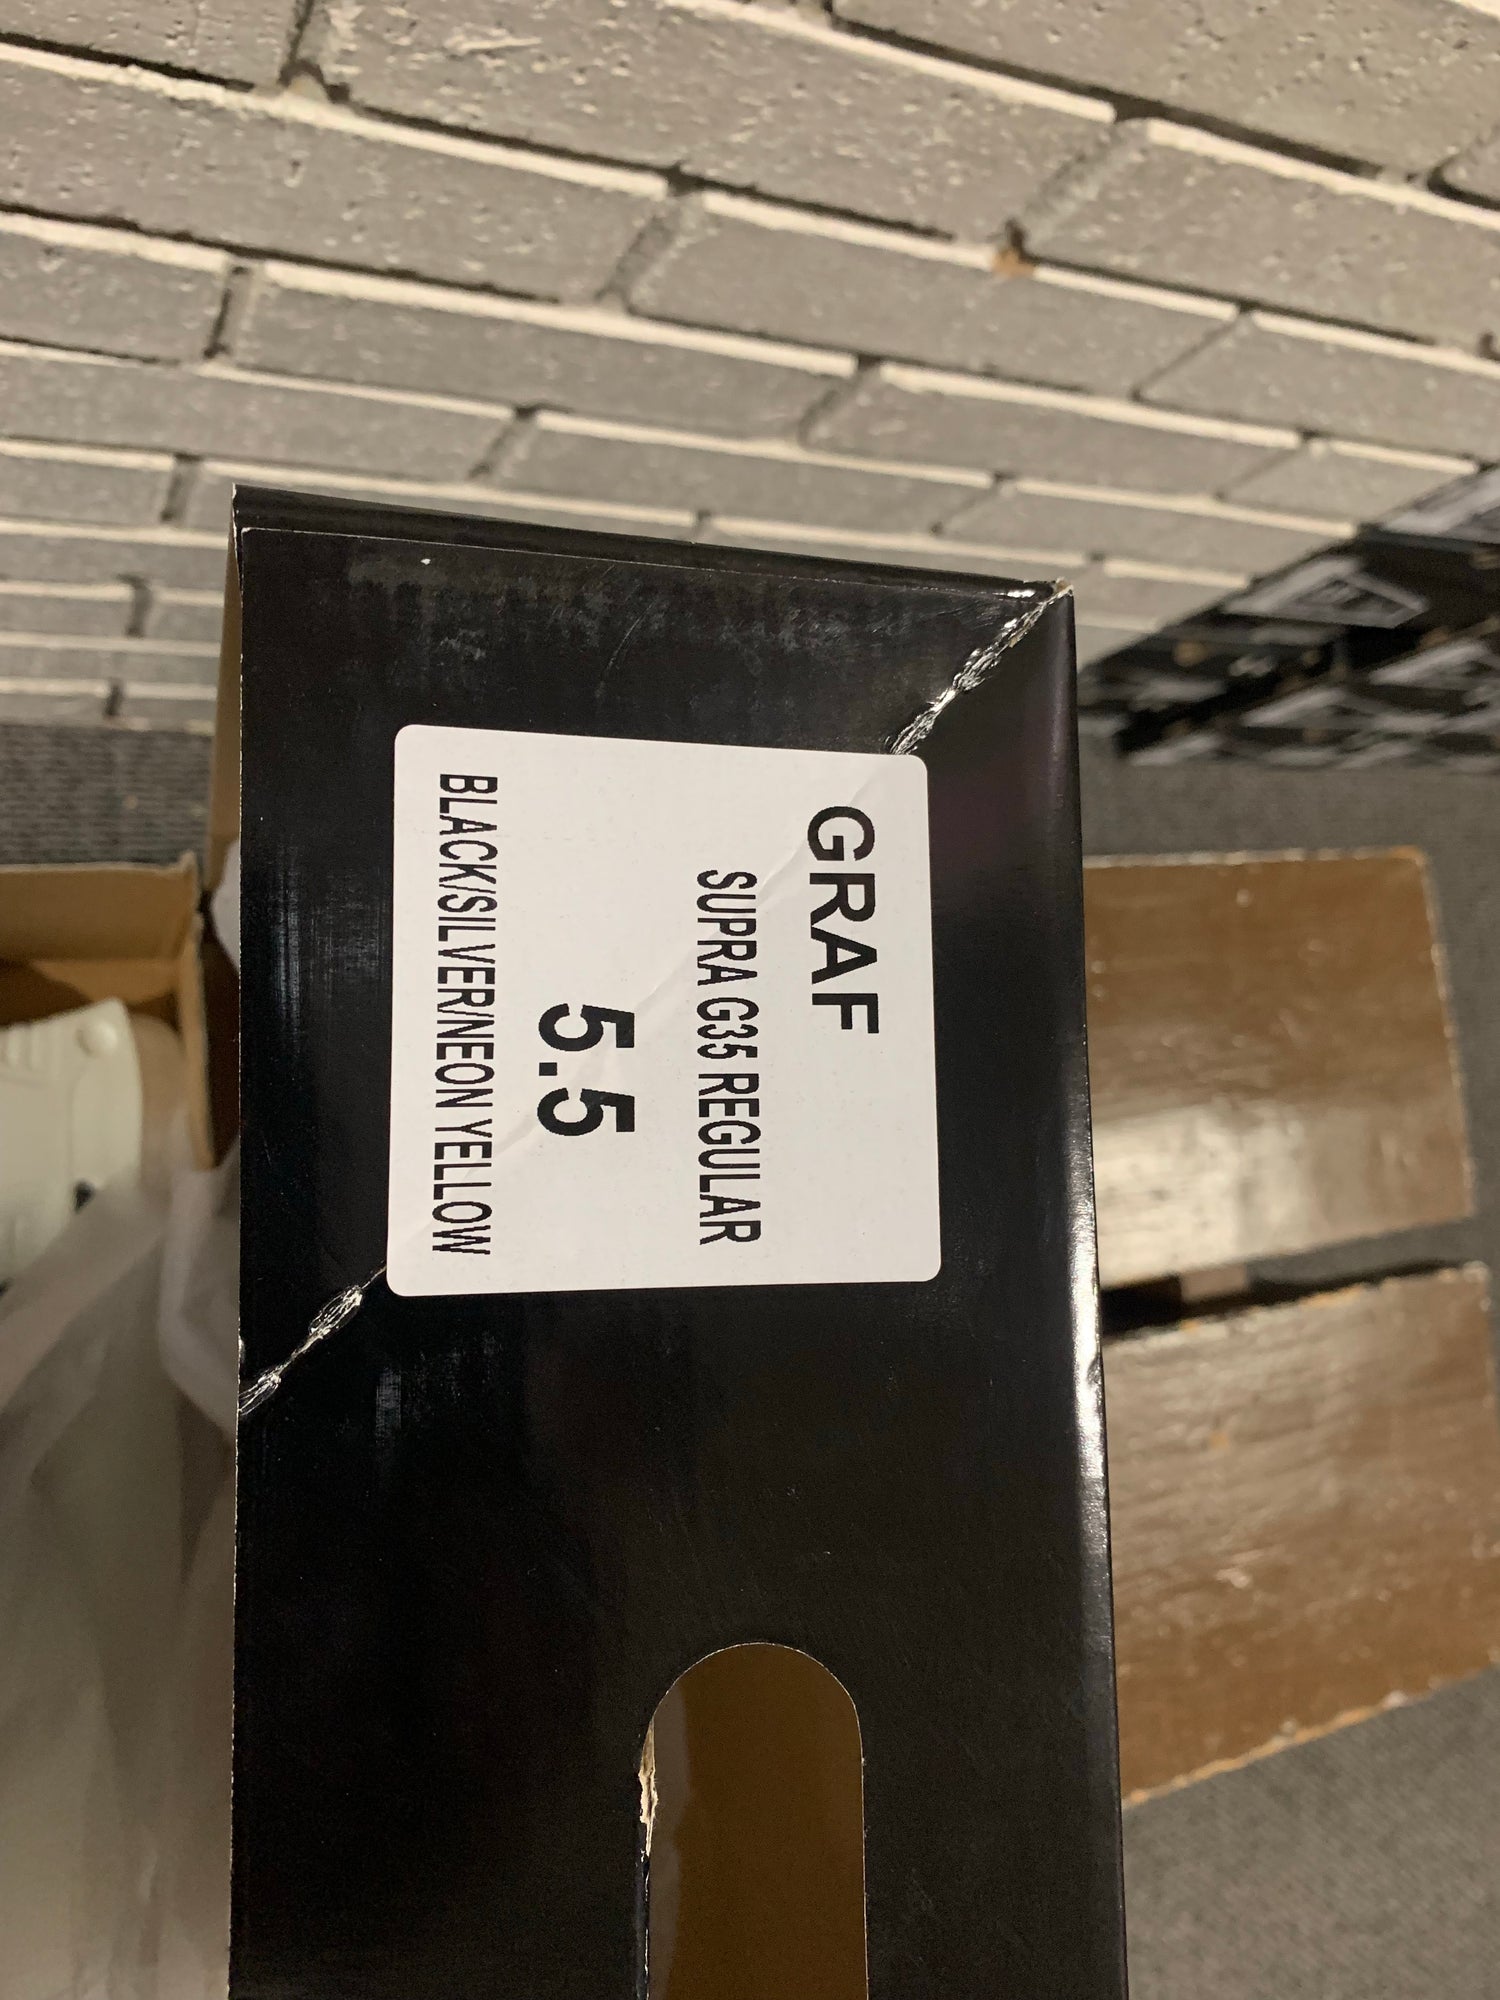 GRAF
SUPRA G35 REGULAR
5.5
BLACK/SILVER/NEON YELLOW